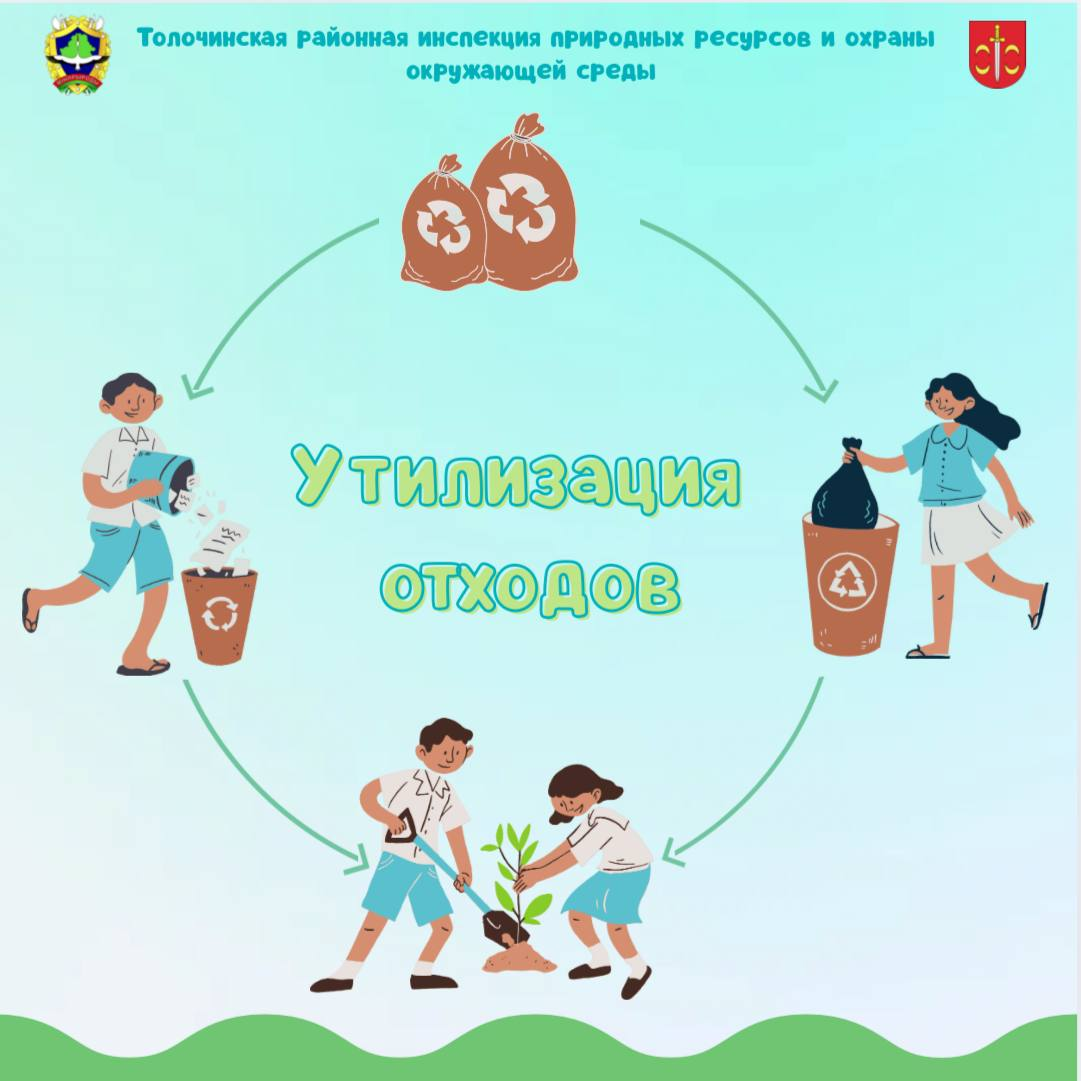 Толочинская районная инспекция природных ресурсов и охраны
окружающей среды
Утилизация
отходов